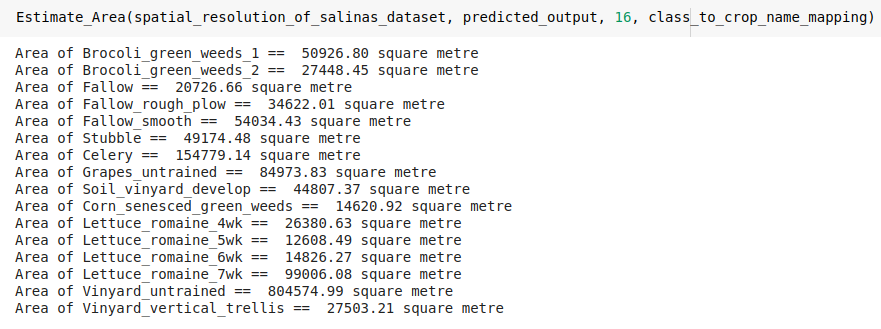 Estimate_Area(spatial_resolution_of_salinas_dataset, predicted_output, 16, class_to_crop_name_mapping)
Area of Brocoli_green_weeds_1 ==  50926.80 square metre
Area of Brocoli_green_weeds_2 ==  27448.45 square metre
Area of Fallow ==  20726.66 square metre
Area of Fallow_rough_plow ==  34622.01 square metre
Area of Fallow_smooth ==  54034.43 square metre
Area of Stubble ==  49174.48 square metre
Area of Celery ==  154779.14 square metre
Area of Grapes_untrained ==  84973.83 square metre
Area of Soil_vinyard_develop ==  44807.37 square metre
Area of Corn_senesced_green_weeds ==  14620.92 square metre
Area of Lettuce_romaine_4wk ==  26380.63 square metre
Area of Lettuce_romaine_5wk ==  12608.49 square metre
Area of Lettuce_romaine_6wk ==  14826.27 square metre
Area of Lettuce_romaine_7wk ==  99006.08 square metre
Area of Vinyard_untrained ==  804574.99 square metre
Area of Vinyard_vertical_trellis ==  27503.21 square metre